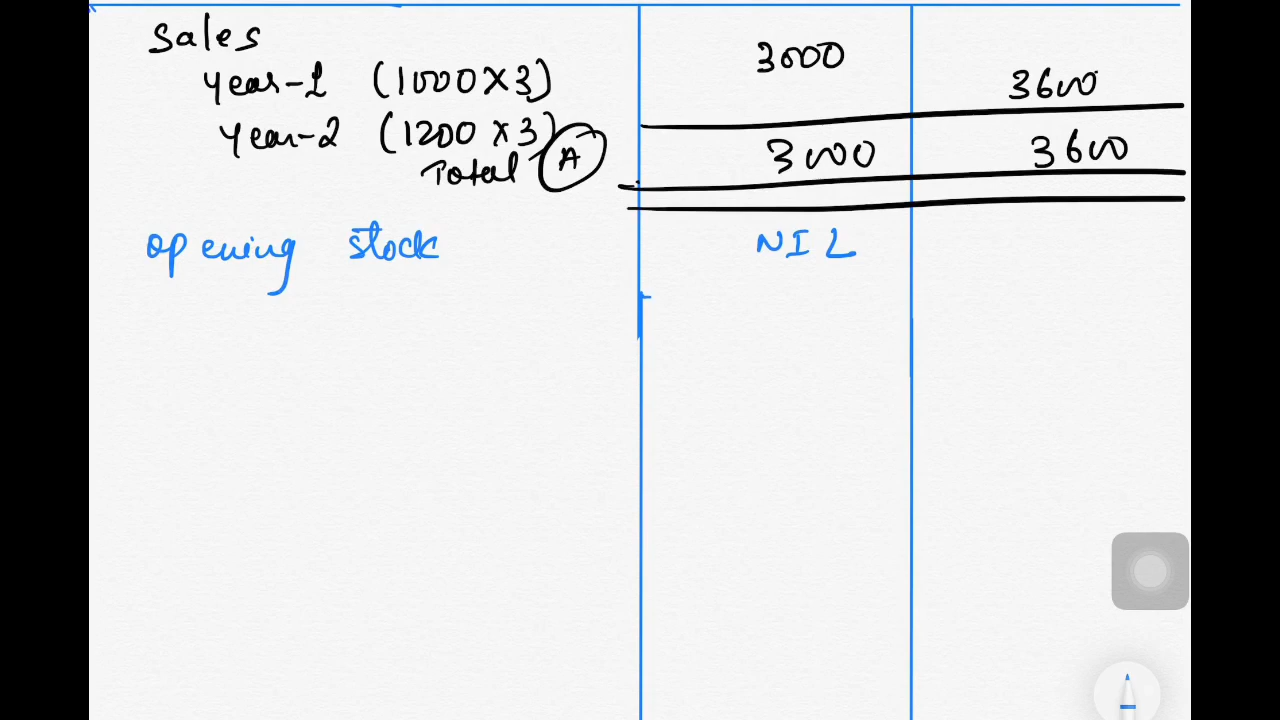 Sales
Year-1 (1000 X 3) 3000
3600
Year-2 (1200 X 3)
Total A 3000 3600
opening stock NIL